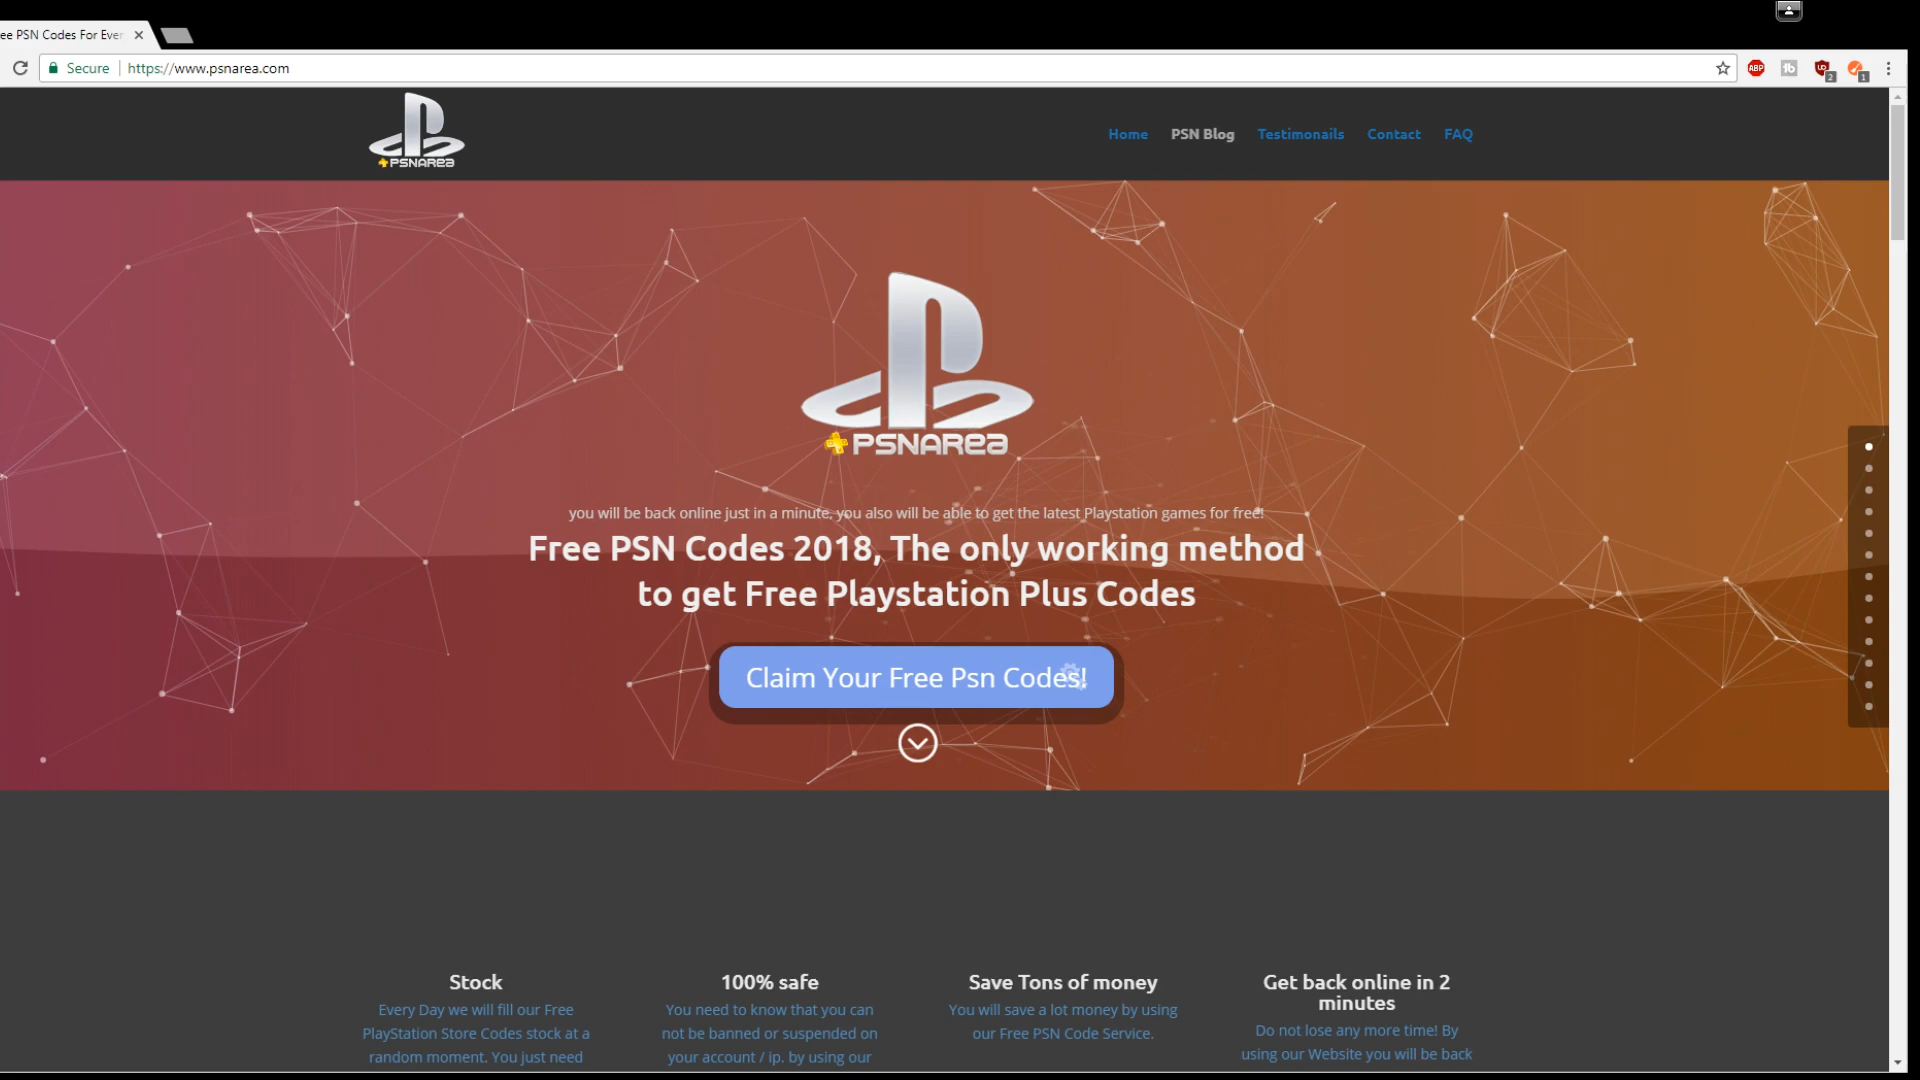 ee PSN Codes For Ever
Secure
https://www.psnarea.com
ABP
tb
2
1
PSNAREA
Home
PSN Blog
Testimonails
Contact
FAQ
PSNAREA
you will be back online just in a minute, you also will be able to get the latest Playstation games for free!
Free PSN Codes 2018, The only working method
to get Free Playstation Plus Codes
Claim Your Free Psn Codes!
Stock
Every Day we will fill our Free
PlayStation Store Codes stock at a
random moment. You just need
100% safe
You need to know that you can
not be banned or suspended on
your account / ip. by using our
Save Tons of money
You will save a lot money by using
our Free PSN Code Service.
Get back online in 2
minutes
Do not lose any more time! By
using our Website you will be back